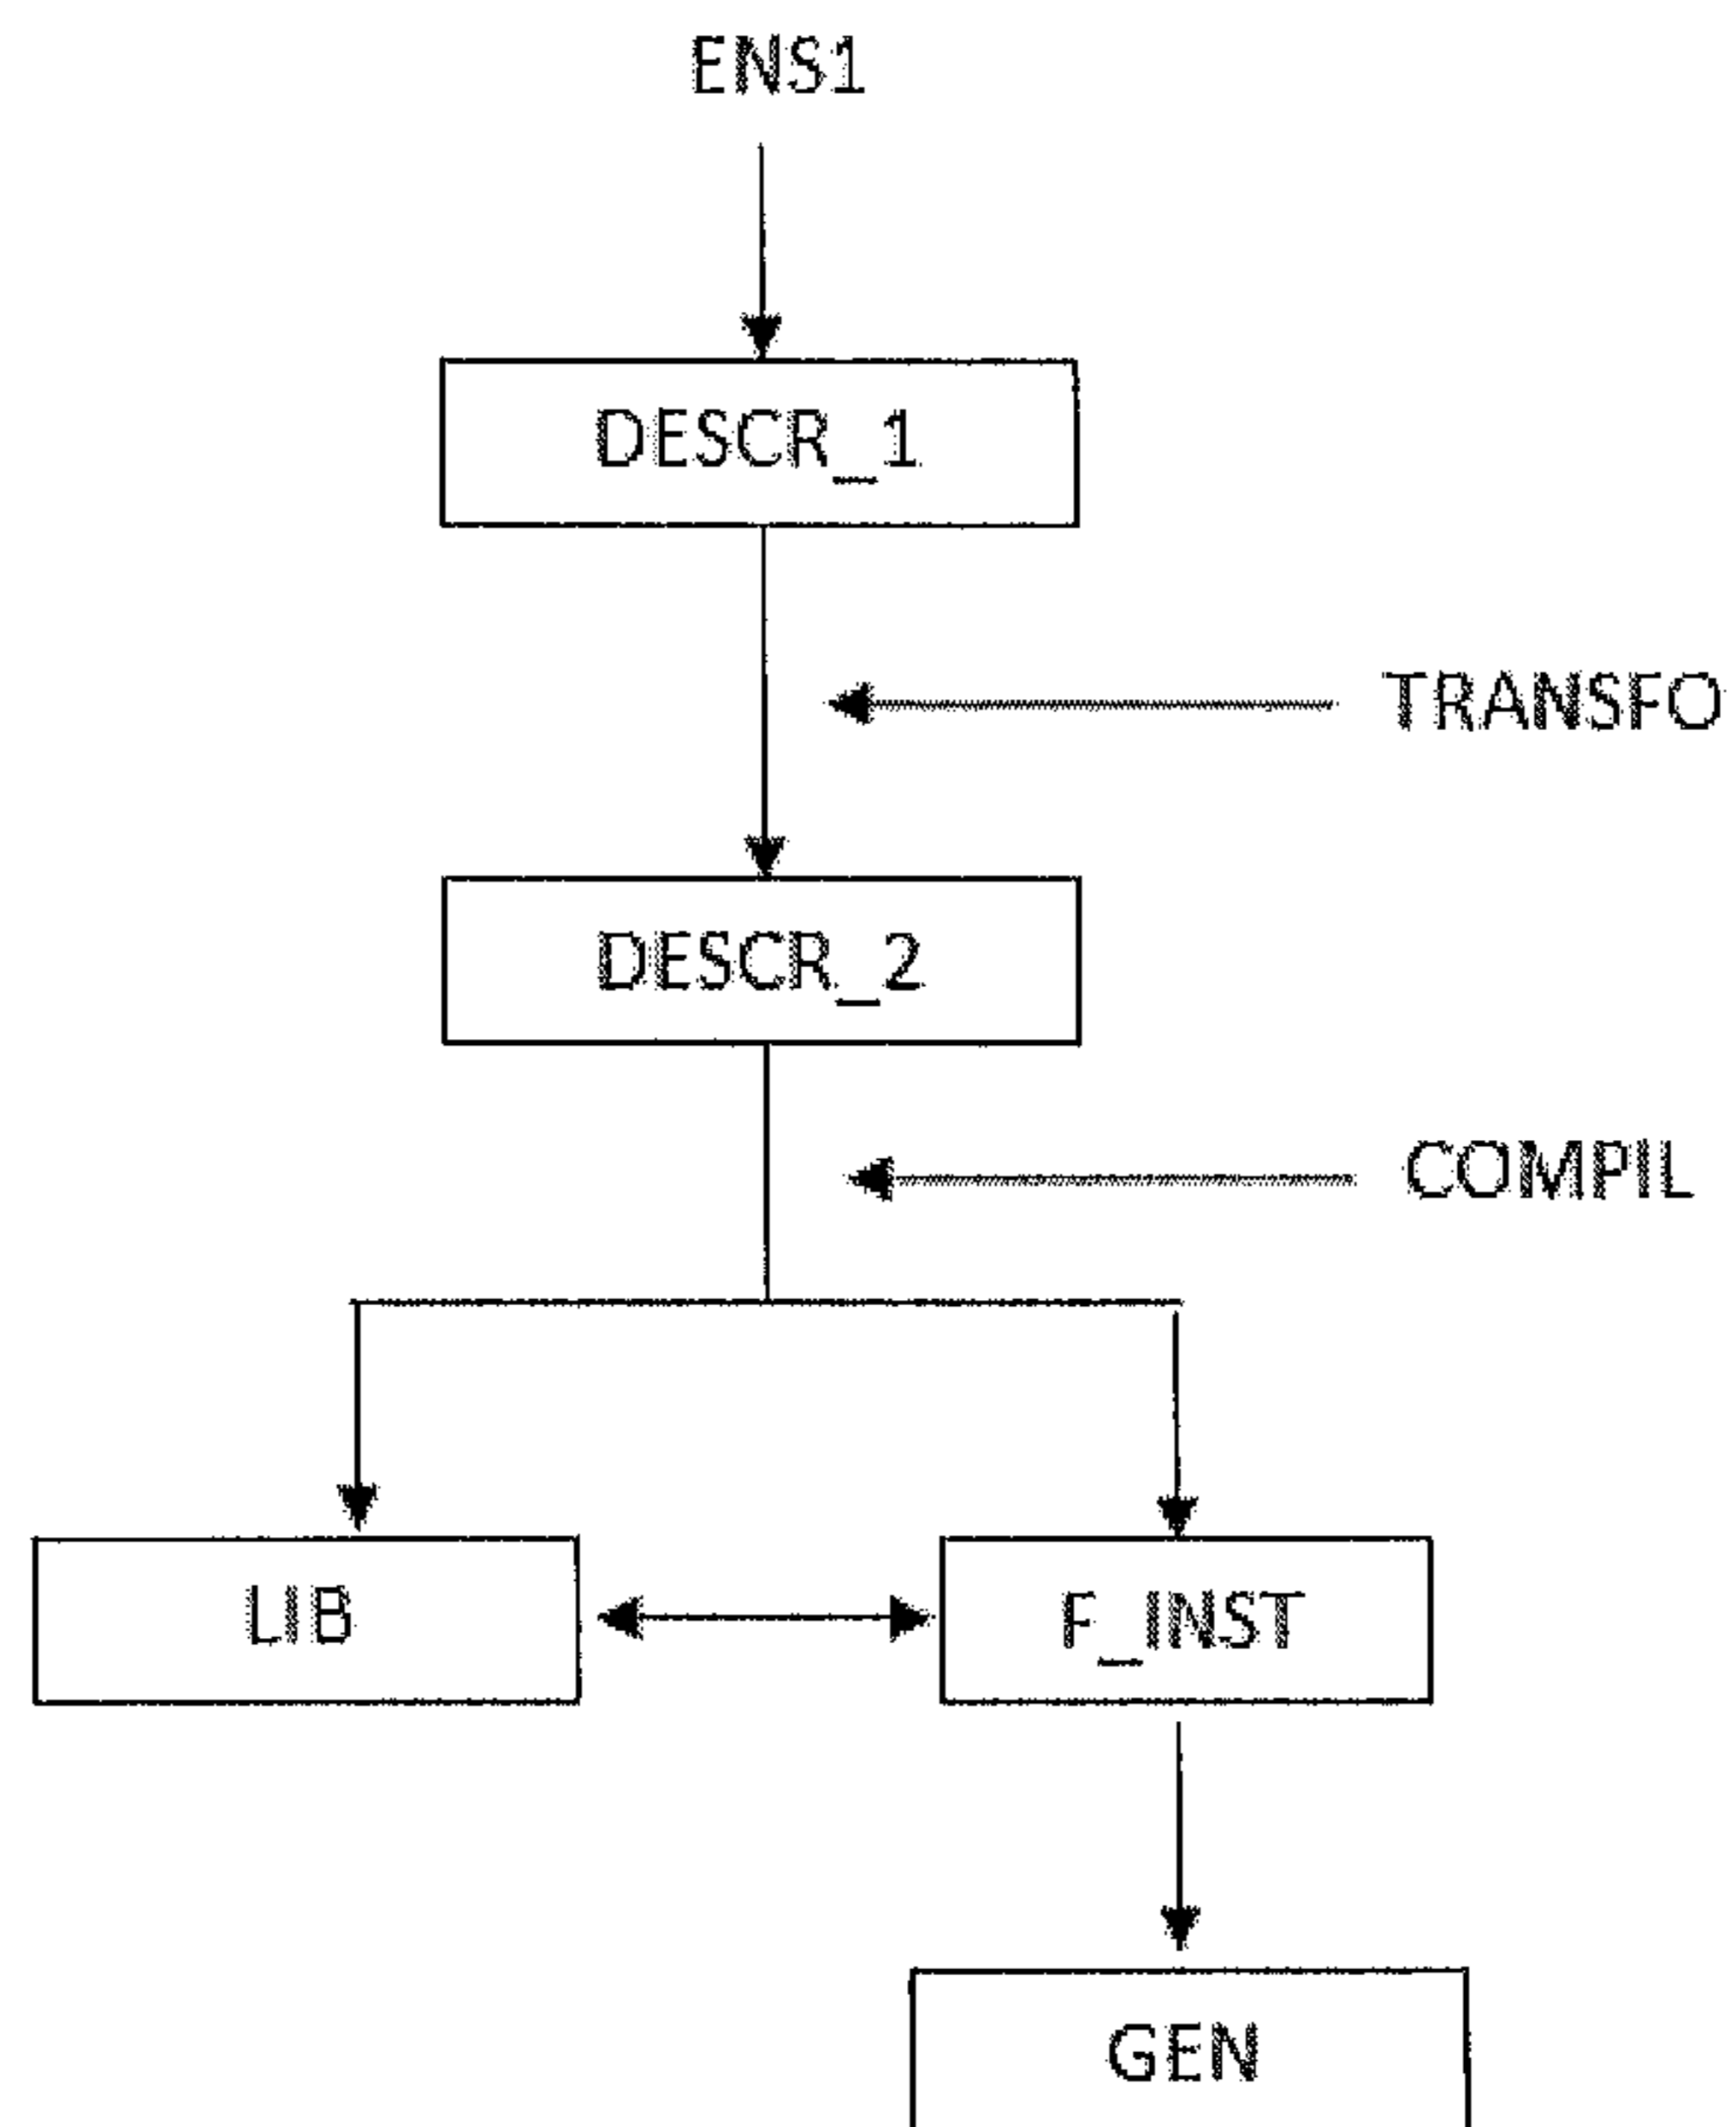 ENS1
DESCR_1
TRANSFO
DESCR_2
COMPIL
LIB
F_INST
GEN